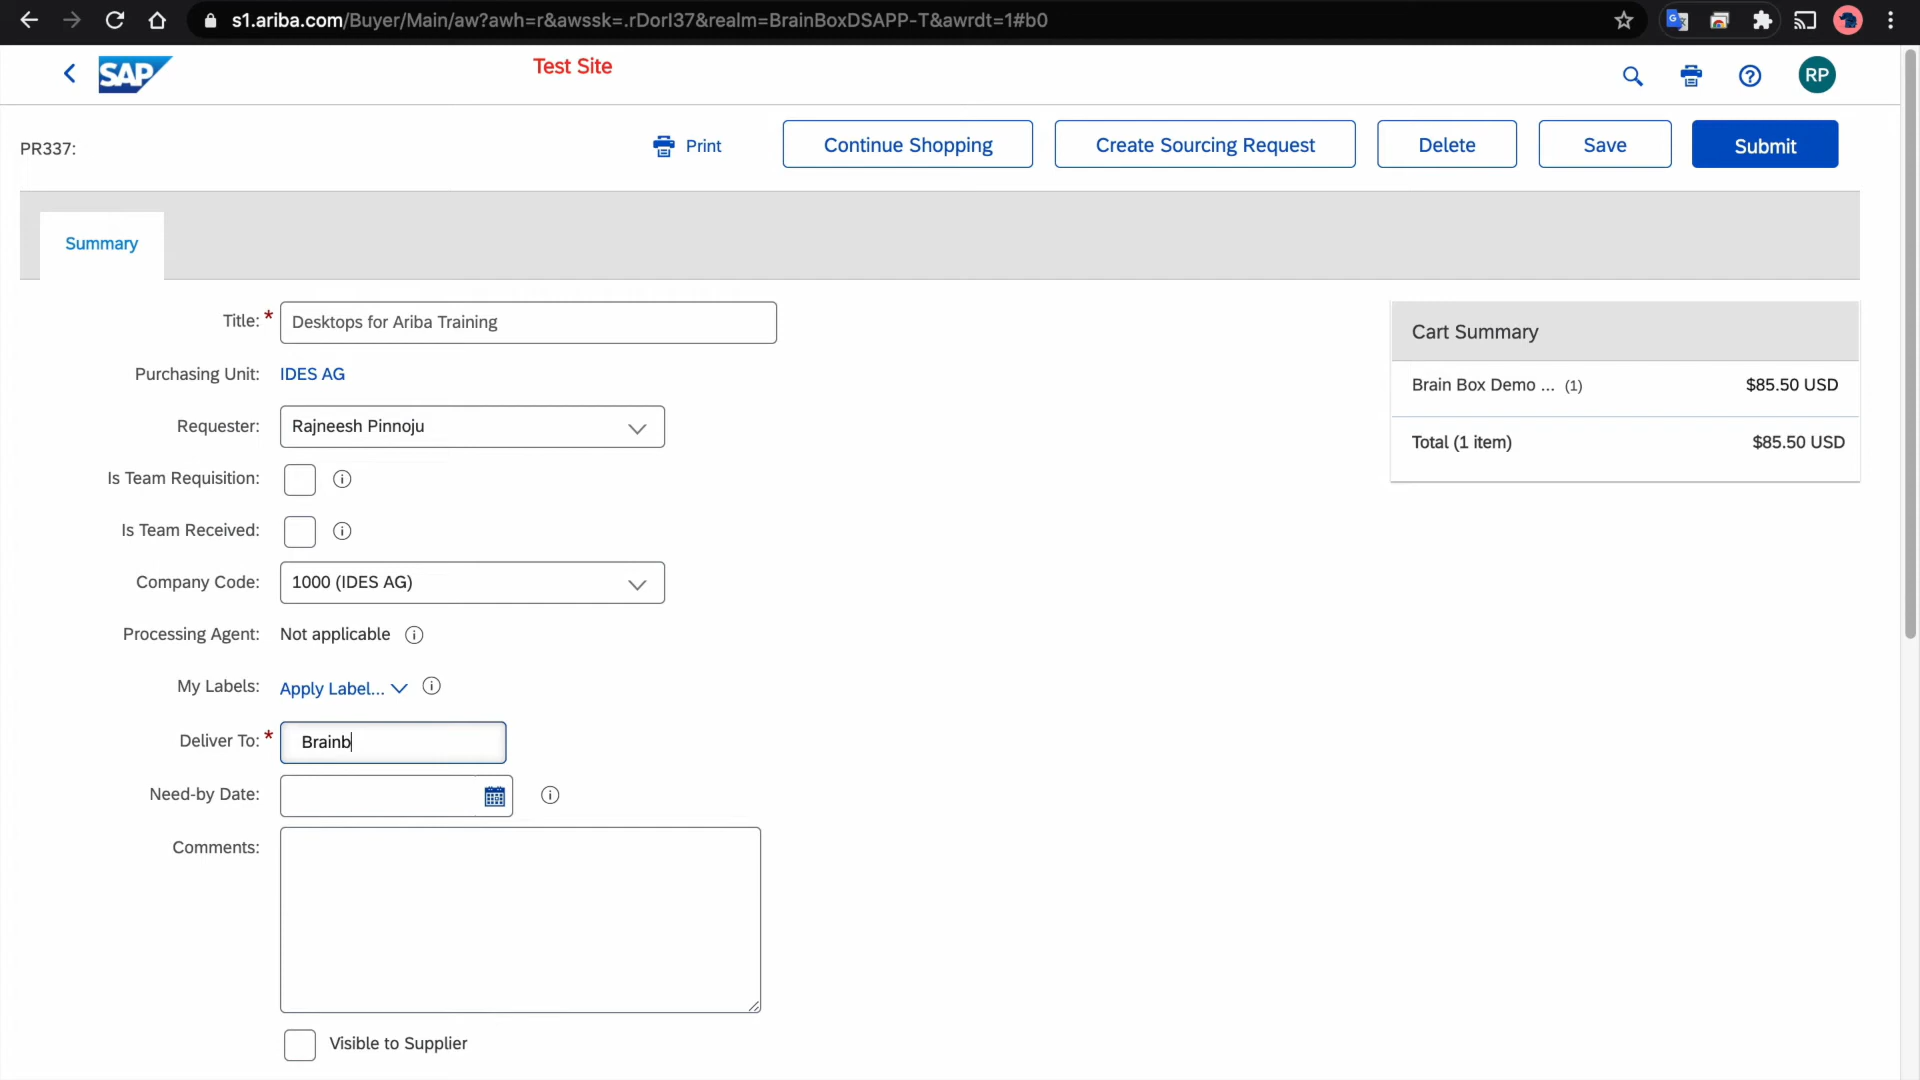 s1.ariba.com/Buyer/Main/aw?awh=r&awssk=.rDorI37&realm=BrainBoxDSAPP-T&awrdt=1#b0
SAP
Test Site
RP
PR337:
Print
Continue Shopping
Create Sourcing Request
Delete
Save
Submit
Summary
Title: *
Desktops for Ariba Training
Purchasing Unit: IDES AG
Requester: Rajneesh Pinnoju
Is Team Requisition:
Is Team Received:
Company Code: 1000 (IDES AG)
Processing Agent: Not applicable
My Labels: Apply Label...
Deliver To: * Brainb
Need-by Date:
Comments:
Visible to Supplier
Cart Summary
Brain Box Demo ... (1) $85.50 USD
Total (1 item) $85.50 USD